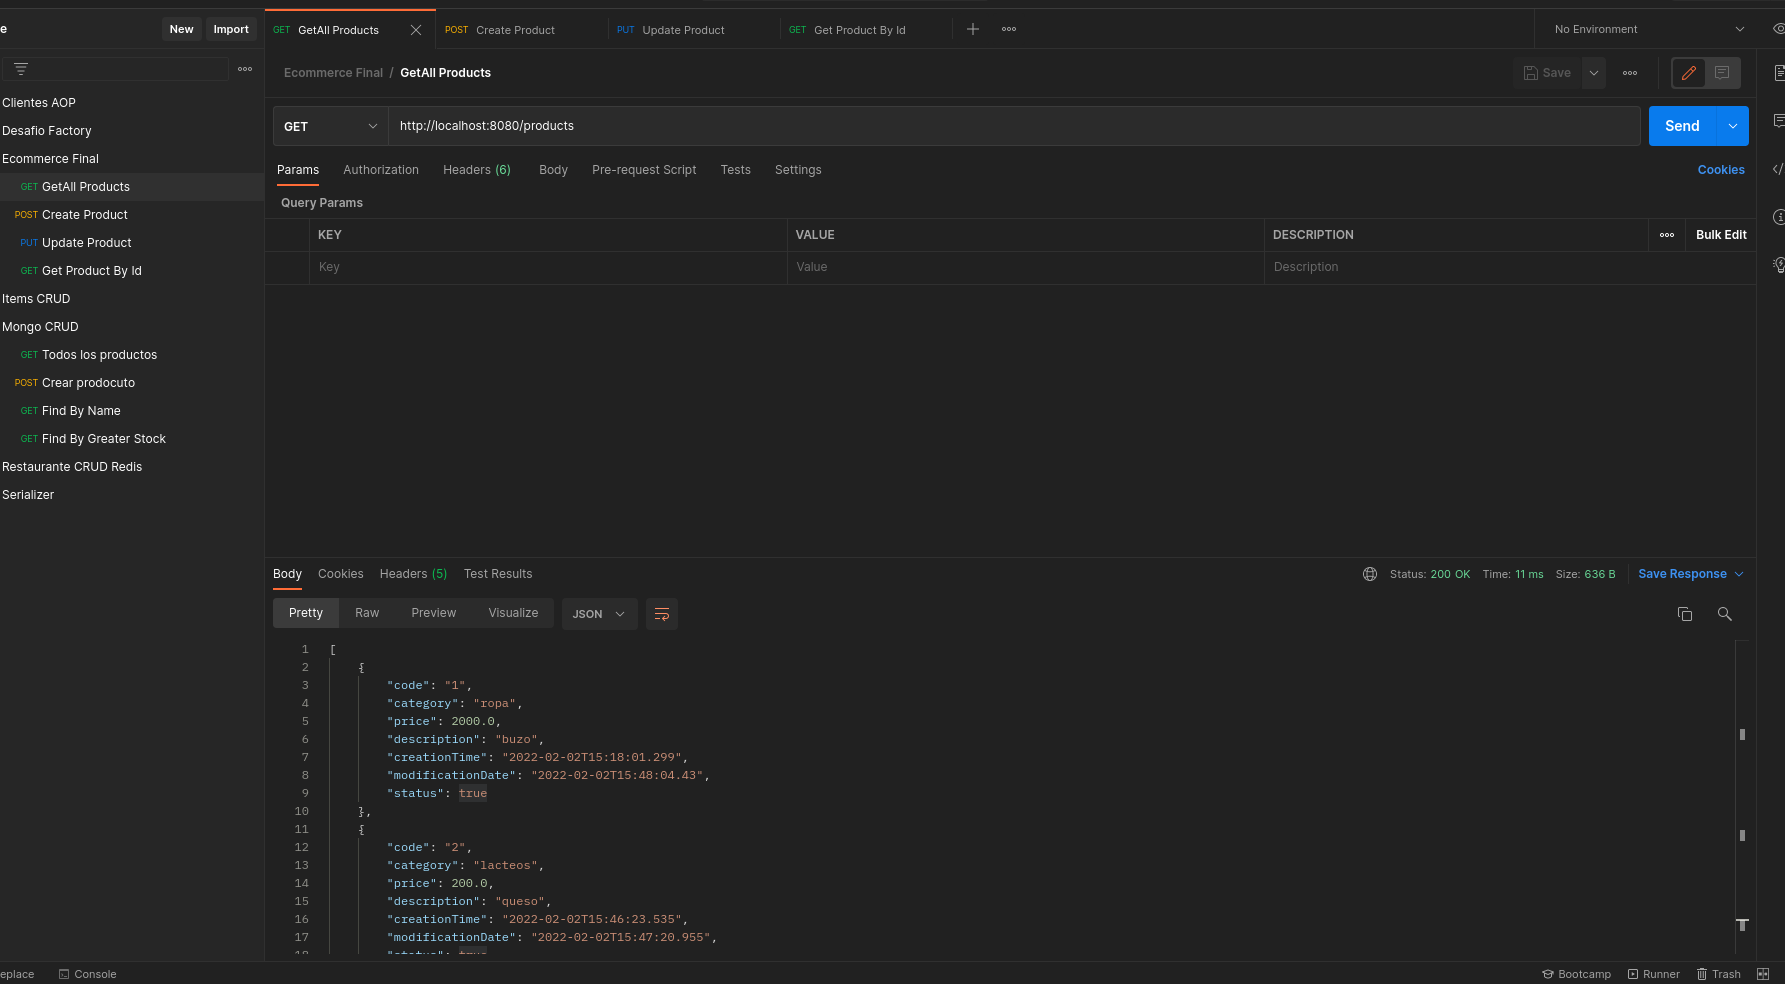 e
New
Import
GET GetAll Products
POST Create Product
PUT Update Product
GET Get Product By Id
No Environment
Ecommerce Final / GetAll Products
Save
Clientes AOP
Desafio Factory
Ecommerce Final
GET GetAll Products
POST Create Product
PUT Update Product
GET Get Product By Id
Items CRUD
Mongo CRUD
GET Todos los productos
POST Crear prodocuto
GET Find By Name
GET Find By Greater Stock
Restaurante CRUD Redis
Serializer
GET
http://localhost:8080/products
Send
Params Authorization Headers (6) Body Pre-request Script Tests Settings
Cookies
Query Params
KEY VALUE DESCRIPTION Bulk Edit
Key Value Description
Body Cookies Headers (5) Test Results
Status: 200 OK Time: 11 ms Size: 636 B
Save Response
Pretty Raw Preview Visualize JSON
1 [
2 {
3 "code": "1",
4 "category": "ropa",
5 "price": 2000.0,
6 "description": "buzo",
7 "creationTime": "2022-02-02T15:18:01.299",
8 "modificationDate": "2022-02-02T15:48:04.43",
9 "status": true
10 },
11 {
12 "code": "2",
13 "category": "lacteos",
14 "price": 200.0,
15 "description": "queso",
16 "creationTime": "2022-02-02T15:46:23.535",
17 "modificationDate": "2022-02-02T15:47:20.955",
eplace
Console
Bootcamp
Runner
Trash